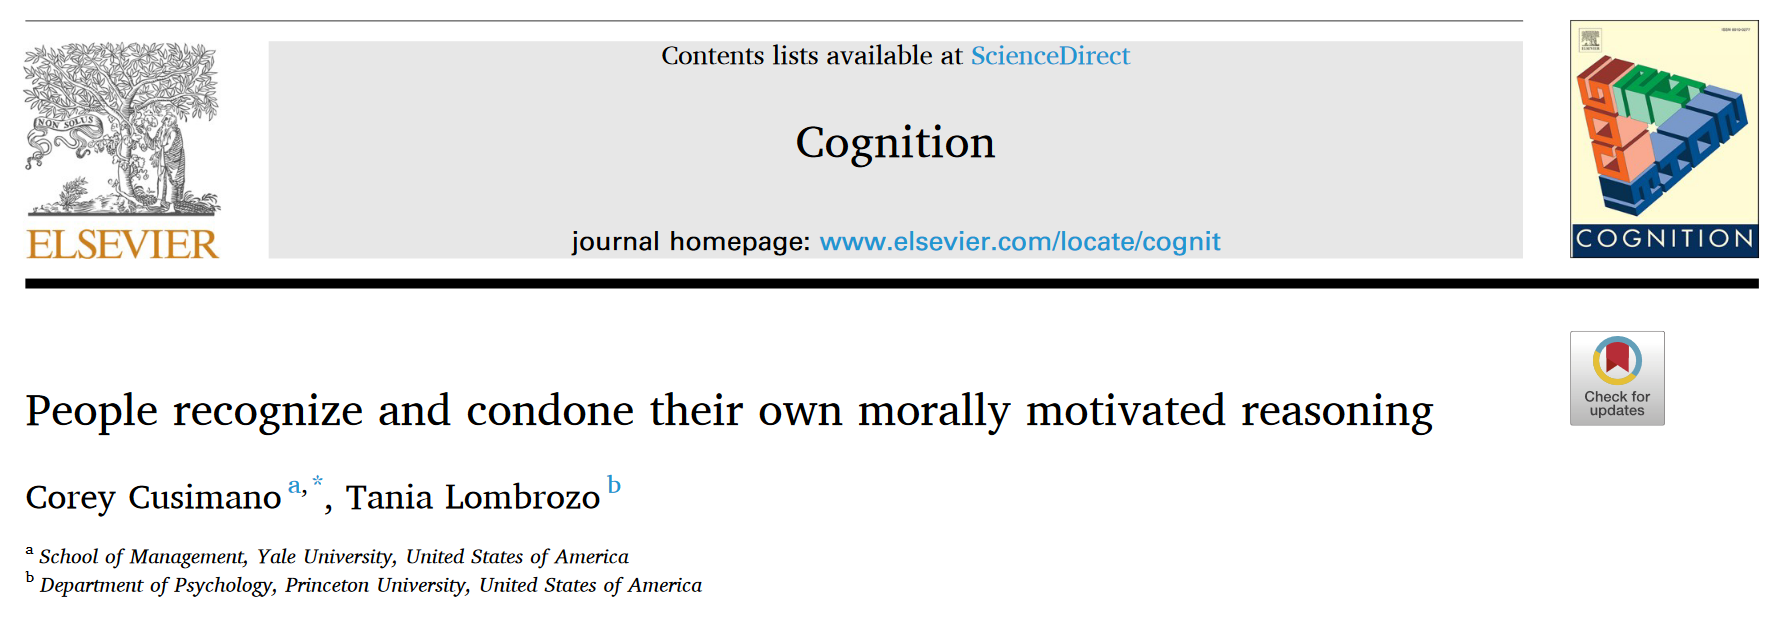 Contents lists available at ScienceDirect
Cognition
journal homepage: www.elsevier.com/locate/cognit
NON SOLUS
ELSEVIER
COGNITION
COGNITION
Check for
updates
People recognize and condone their own morally motivated reasoning
Corey Cusimano a,*, Tania Lombrozo b
a School of Management, Yale University, United States of America
b Department of Psychology, Princeton University, United States of America